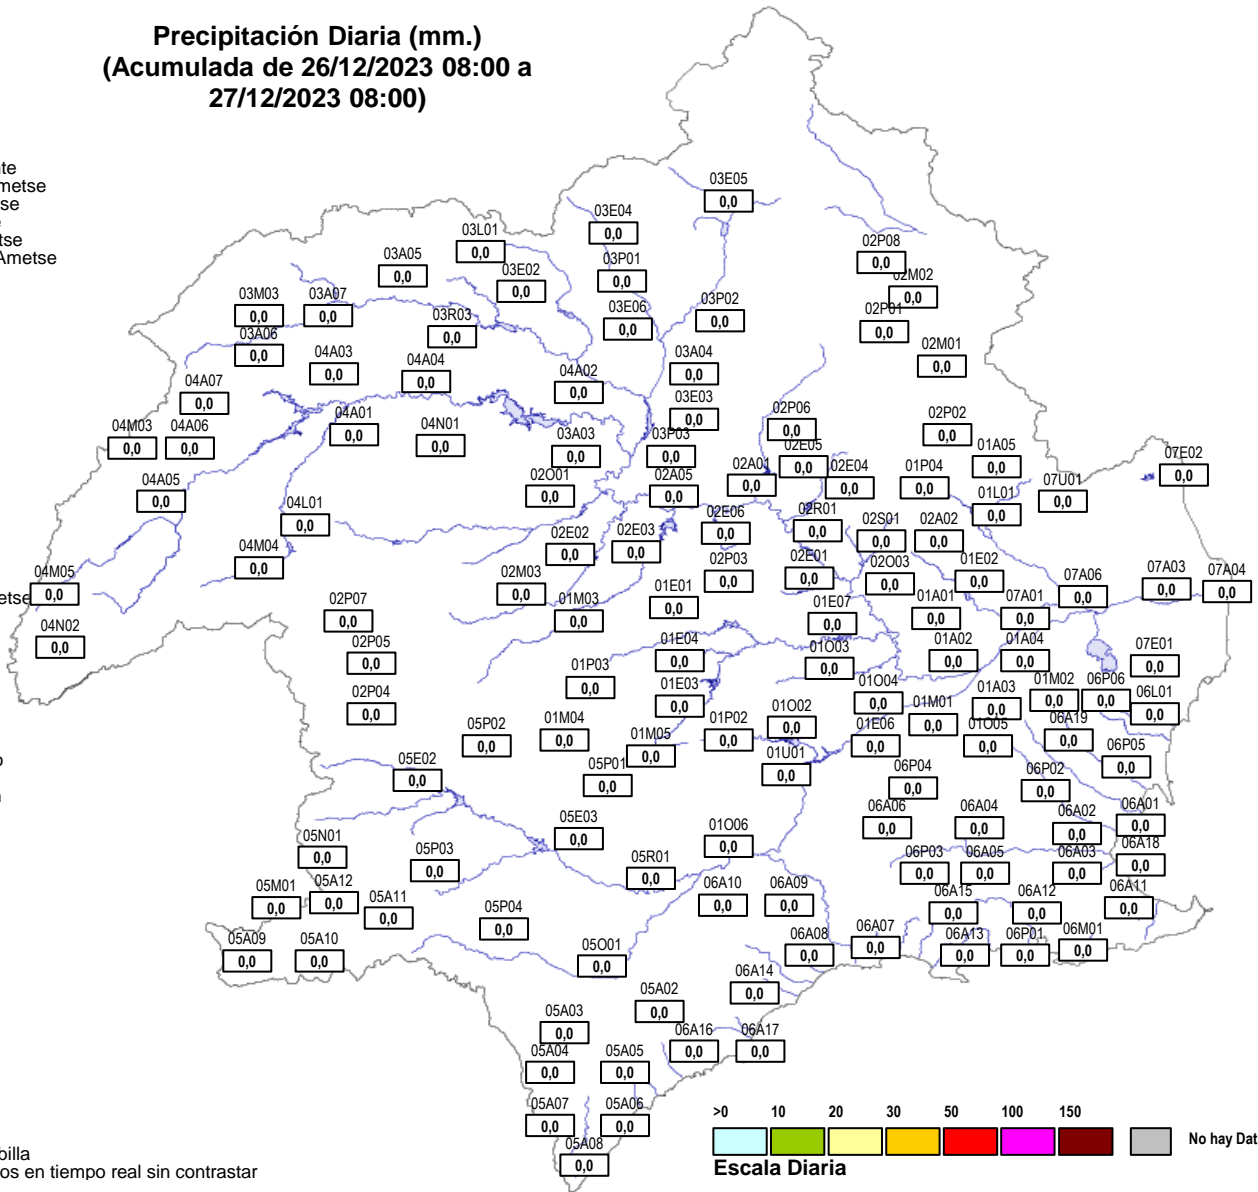 Precipitación Diaria (mm.)
(Acumulada de 26/12/2023 08:00 a
27/12/2023 08:00)
03E05
0,0
03E04
0,0
03L01
0,0
03A05
0,0
03P01
0,0
03E02
0,0
02P08
0,0
02M02
0,0
03M03
0,0
03A07
0,0
03P02
0,0
03E06
0,0
02P01
0,0
03R03
0,0
03A06
0,0
04A03
0,0
04A04
0,0
03A04
0,0
02M01
0,0
04A02
0,0
04A07
0,0
03E03
0,0
04A01
0,0
02P06
0,0
02P02
0,0
04M03
0,0
04A06
0,0
04N01
0,0
03A03
0,0
03P03
0,0
02E05
0,0
01A05
0,0
07E02
0,0
02O01
0,0
02A05
0,0
02A01
0,0
02E04
0,0
01P04
0,0
07U01
0,0
04A05
0,0
01L01
0,0
04L01
0,0
02E06
0,0
02R01
0,0
02S01
0,0
02A02
0,0
02E02
0,0
02E03
0,0
04M04
0,0
02P03
0,0
02E01
0,0
02O03
0,0
01E02
0,0
04M05
0,0
02M03
0,0
07A06
0,0
07A03
0,0
07A04
0,0
01M03
0,0
01E01
0,0
02P07
0,0
01E07
0,0
01A01
0,0
07A01
0,0
04N02
0,0
02P05
0,0
01E04
0,0
01O03
0,0
01A02
0,0
01A04
0,0
07E01
0,0
01P03
0,0
01E03
0,0
01O04
0,0
01A03
0,0
01M02
0,0
06P06
0,0
06L01
0,0
02P04
0,0
01M01
0,0
05P02
0,0
01M04
0,0
01M05
0,0
01P02
0,0
01O02
0,0
01E06
0,0
01O05
0,0
06A19
0,0
06P05
0,0
05E02
0,0
05P01
0,0
01U01
0,0
06P04
0,0
06P02
0,0
05E03
0,0
01O06
0,0
06A06
0,0
06A04
0,0
06A02
0,0
06A01
0,0
05N01
0,0
05P03
0,0
05R01
0,0
06P03
0,0
06A05
0,0
06A03
0,0
06A18
0,0
05M01
0,0
05A12
0,0
05A11
0,0
06A10
0,0
06A09
0,0
06A15
0,0
06A12
0,0
06A11
0,0
05P04
0,0
05A09
0,0
05A10
0,0
05O01
0,0
06A08
0,0
06A07
0,0
06A13
0,0
06P01
0,0
06M01
0,0
06A14
0,0
05A02
0,0
05A03
0,0
06A16
0,0
06A17
0,0
05A04
0,0
05A05
0,0
05A07
0,0
05A06
0,0
05A08
0,0
>0 10 20 30 50 100 150
No hay Dat
Escala Diaria
os en tiempo real sin contrastar